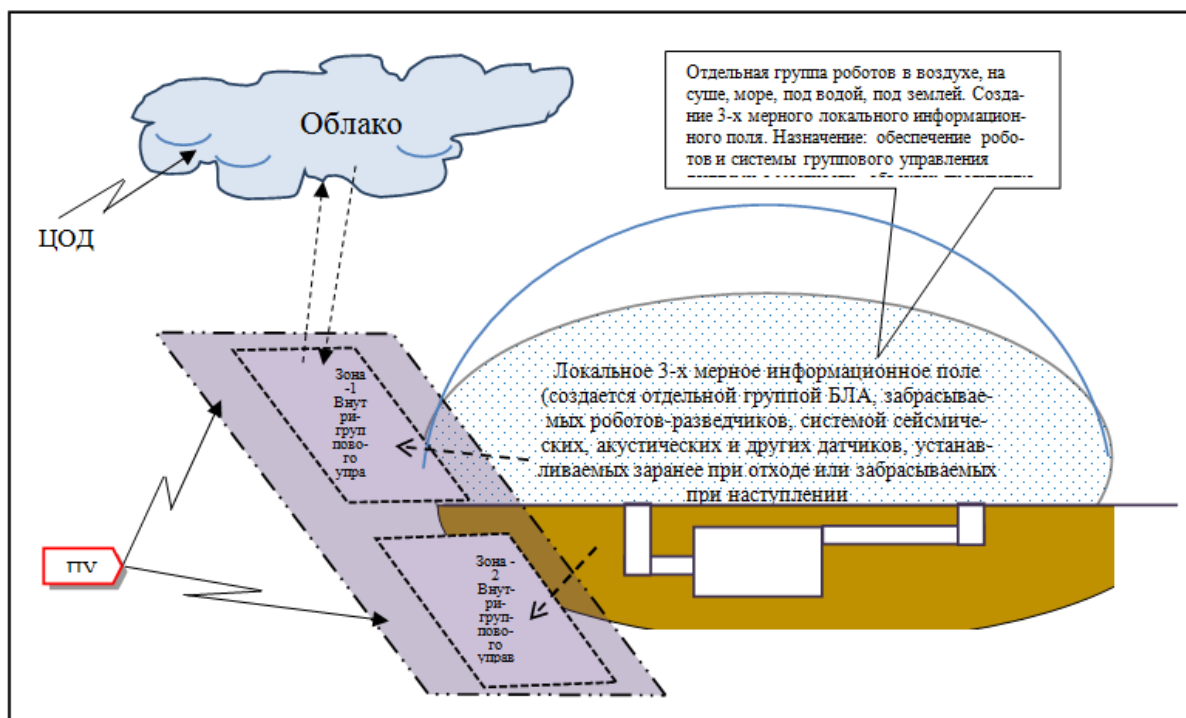 Облако
ЦОД
Отдельная группа роботов в воздухе, на
суше, море, под водой, под землей. Созда-
ние 3-х мерного локального информацион-
ного поля. Назначение: обеспечение робо-
тов и системы группового управления
Локальное 3-х мерное информационное поле
(создается отдельной группой БЛА, забрасывае-
мых роботов-разведчиков, системой сейсмиче-
ских, акустических и других датчиков, устанав-
ливаемых заранее при отходе или забрасываемых
при наступлении
Зона
-1
Внут
ри-
груп
пово-
го
упра
ПУ
Зона -
2
Внут-
ри-
груп-
пово-
го
управ